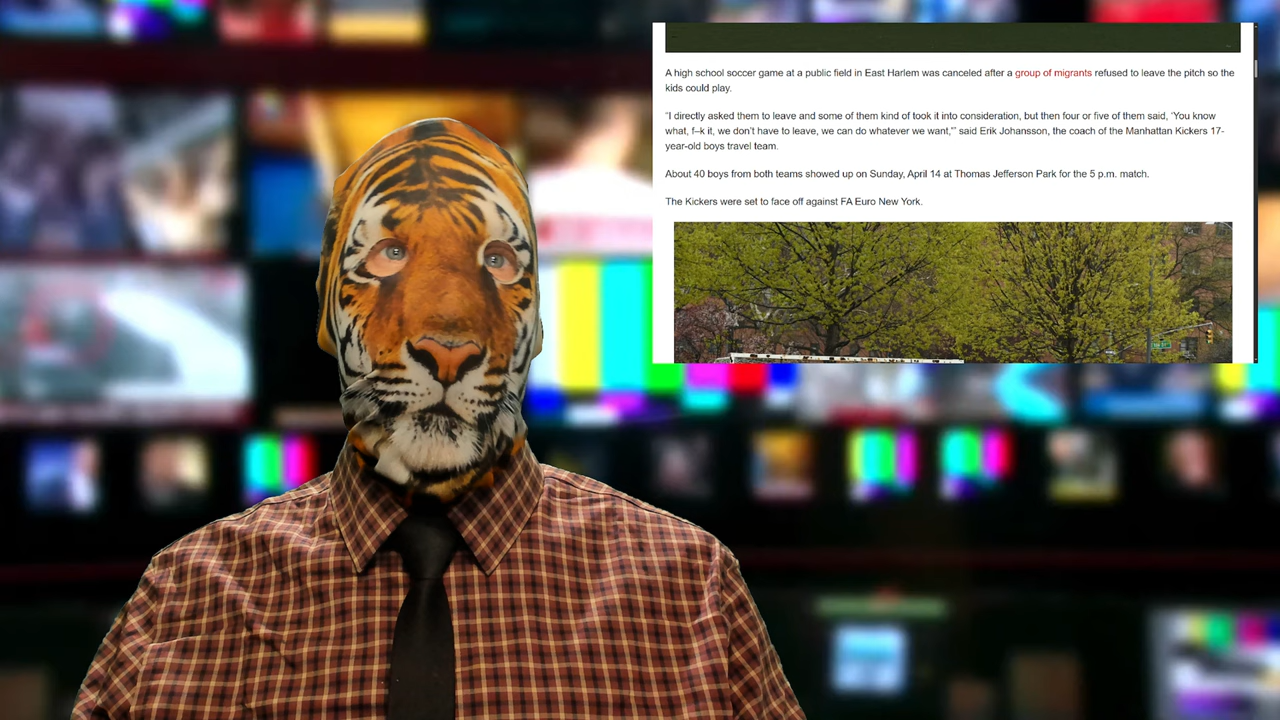 A high school soccer game at a public field in East Harlem was canceled after a group of migrants refused to leave the pitch so the
kids could play.
“I directly asked them to leave and some of them kind of took it into consideration, but then four or five of them said, ‘You know
what, f–k it, we don’t have to leave, we can do whatever we want,’” said Erik Johansson, the coach of the Manhattan Kickers 17-
year-old boys travel team.
About 40 boys from both teams showed up on Sunday, April 14 at Thomas Jefferson Park for the 5 p.m. match.
The Kickers were set to face off against FA Euro New York.